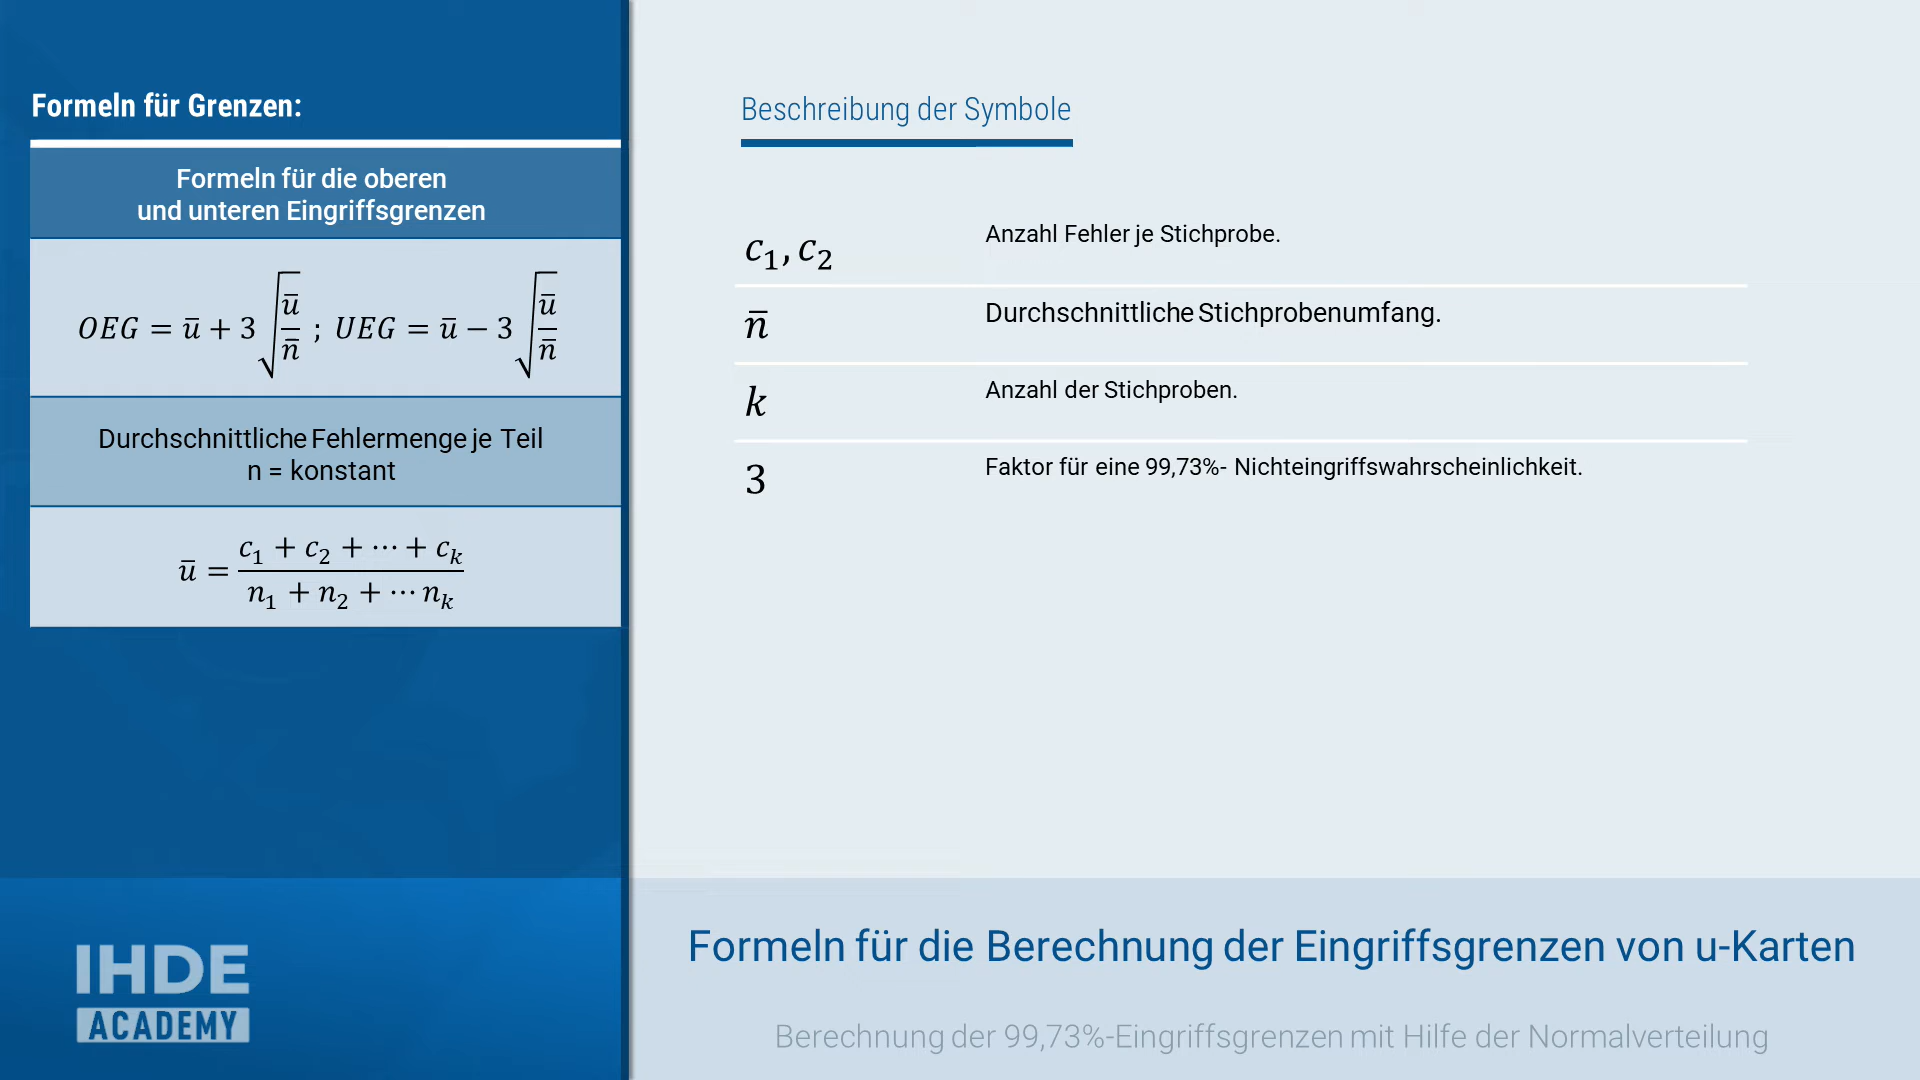 Formeln für Grenzen:
Formeln für die oberen
und unteren Eingriffsgrenzen
OEG = u̅ + 3 √(u̅/n̅) ; UEG = u̅ − 3 √(u̅/n̅)
Durchschnittliche Fehlermenge je Teil
n = konstant
u̅ = (c₁ + c₂ + ⋯ + cₖ)/(n₁ + n₂ + ⋯ nₖ)
Beschreibung der Symbole
c₁, c₂ Anzahl Fehler je Stichprobe.
n̅ Durchschnittliche Stichprobenumfang.
k Anzahl der Stichproben.
3 Faktor für eine 99,73%- Nichteingriffswahrscheinlichkeit.
IHDE
ACADEMY
Formeln für die Berechnung der Eingriffsgrenzen von u-Karten
Berechnung der 99,73%-Eingriffsgrenzen mit Hilfe der Normalverteilung